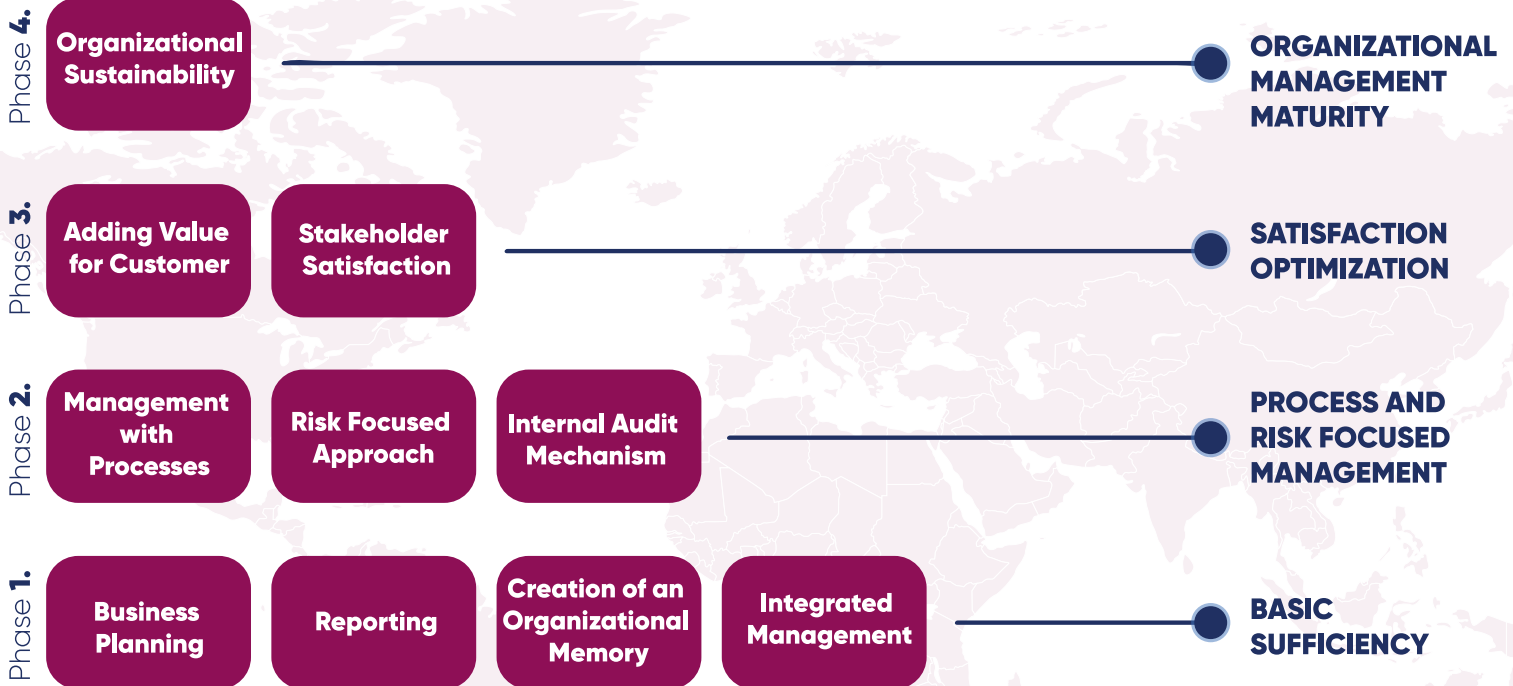 Phase 4.
Organizational
Sustainability
ORGANIZATIONAL
MANAGEMENT
MATURITY
Phase 3.
Adding Value
for Customer
Stakeholder
Satisfaction
SATISFACTION
OPTIMIZATION
Phase 2.
Management
with
Processes
Risk Focused
Approach
Internal Audit
Mechanism
PROCESS AND
RISK FOCUSED
MANAGEMENT
Phase 1.
Business
Planning
Reporting
Creation of an
Organizational
Memory
Integrated
Management
BASIC
SUFFICIENCY